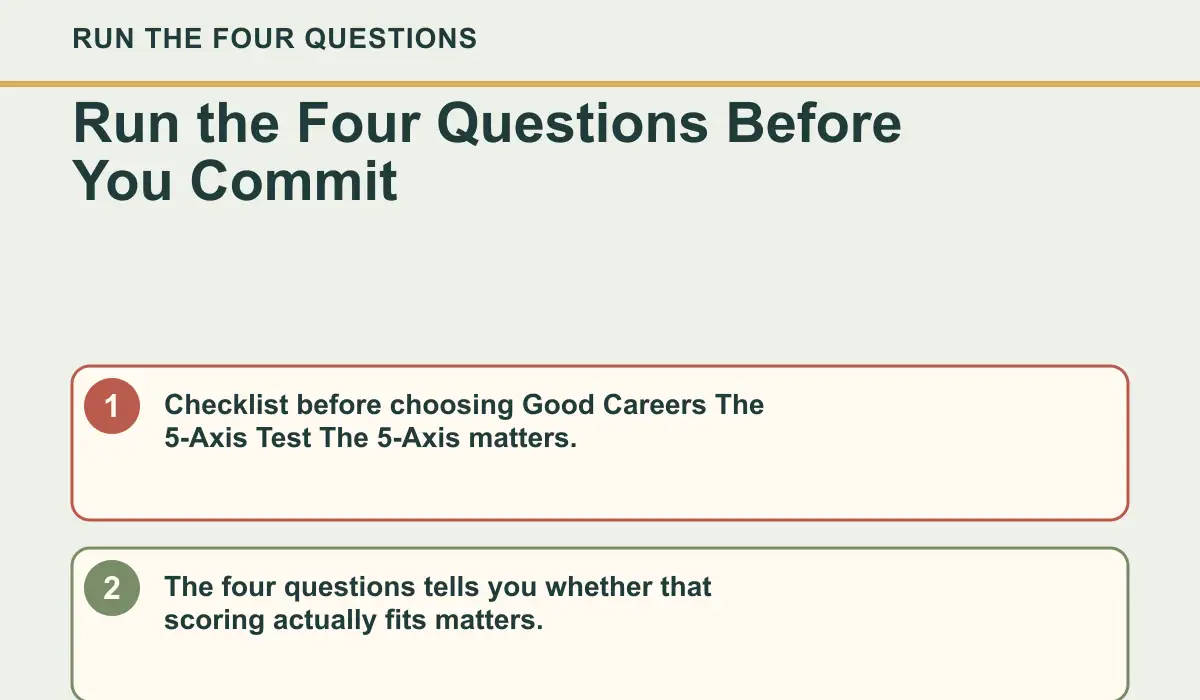 RUN THE FOUR QUESTIONS
Run the Four Questions Before
You Commit
1
Checklist before choosing Good Careers The
5-Axis Test The 5-Axis matters.
2
The four questions tells you whether that
scoring actually fits matters.